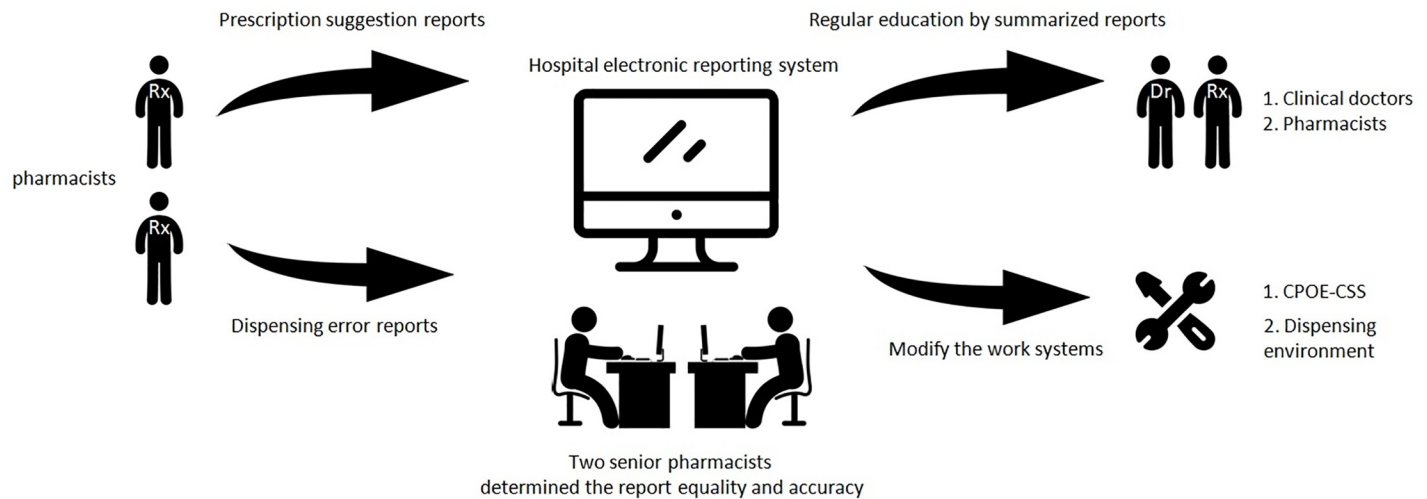 Prescription suggestion reports
Regular education by summarized reports
Hospital electronic reporting system
Rx
Dr
Rx
1. Clinical doctors
2. Pharmacists
pharmacists
Rx
Dispensing error reports
1. CPOE-CSS
2. Dispensing
environment
Modify the work systems
Two senior pharmacists
determined the report equality and accuracy